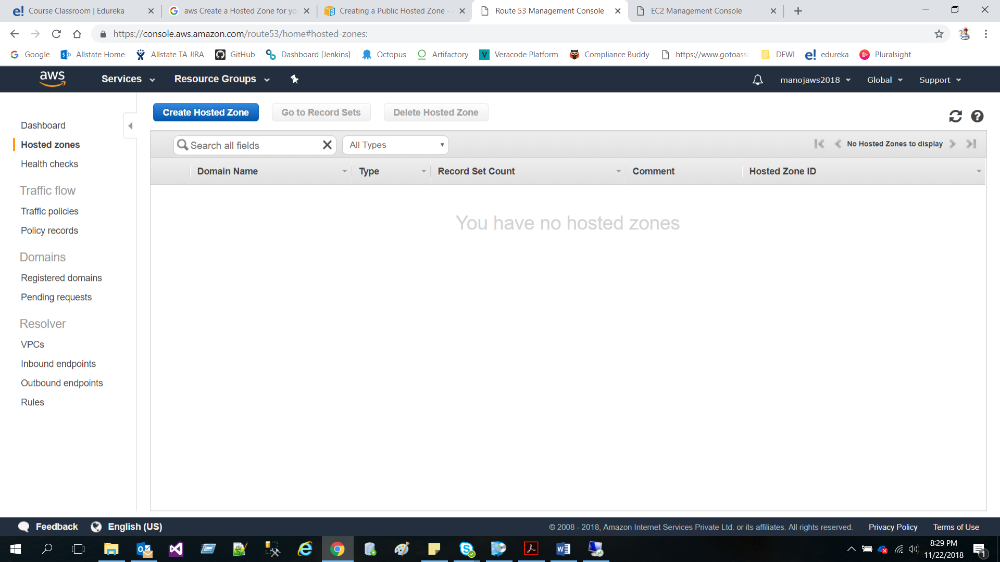 e! Course Classroom | Edureka
aws Create a Hosted Zone for yo
Creating a Public Hosted Zone - A
Route 53 Management Console
EC2 Management Console
https://console.aws.amazon.com/route53/home#hosted-zones:
Google
Allstate Home
Allstate TA JIRA
GitHub
Dashboard [Jenkins]
Octopus
Artifactory
V Veracode Platform
Compliance Buddy
https://www.gotoassi
DEWI
e! edureka
Pluralsight
aws
Services
Resource Groups
manojaws2018
Global
Support
Create Hosted Zone
Go to Record Sets
Delete Hosted Zone
Dashboard
Hosted zones
Health checks
Traffic flow
Traffic policies
Policy records
Domains
Registered domains
Pending requests
Resolver
VPCs
Inbound endpoints
Outbound endpoints
Rules
Search all fields
All Types
No Hosted Zones to display
Domain Name
Type
Record Set Count
Comment
Hosted Zone ID
You have no hosted zones
Feedback
English (US)
© 2008 - 2018, Amazon Internet Services Private Ltd. or its affiliates. All rights reserved.
Privacy Policy
Terms of Use
8:29 PM
11/22/2018
1